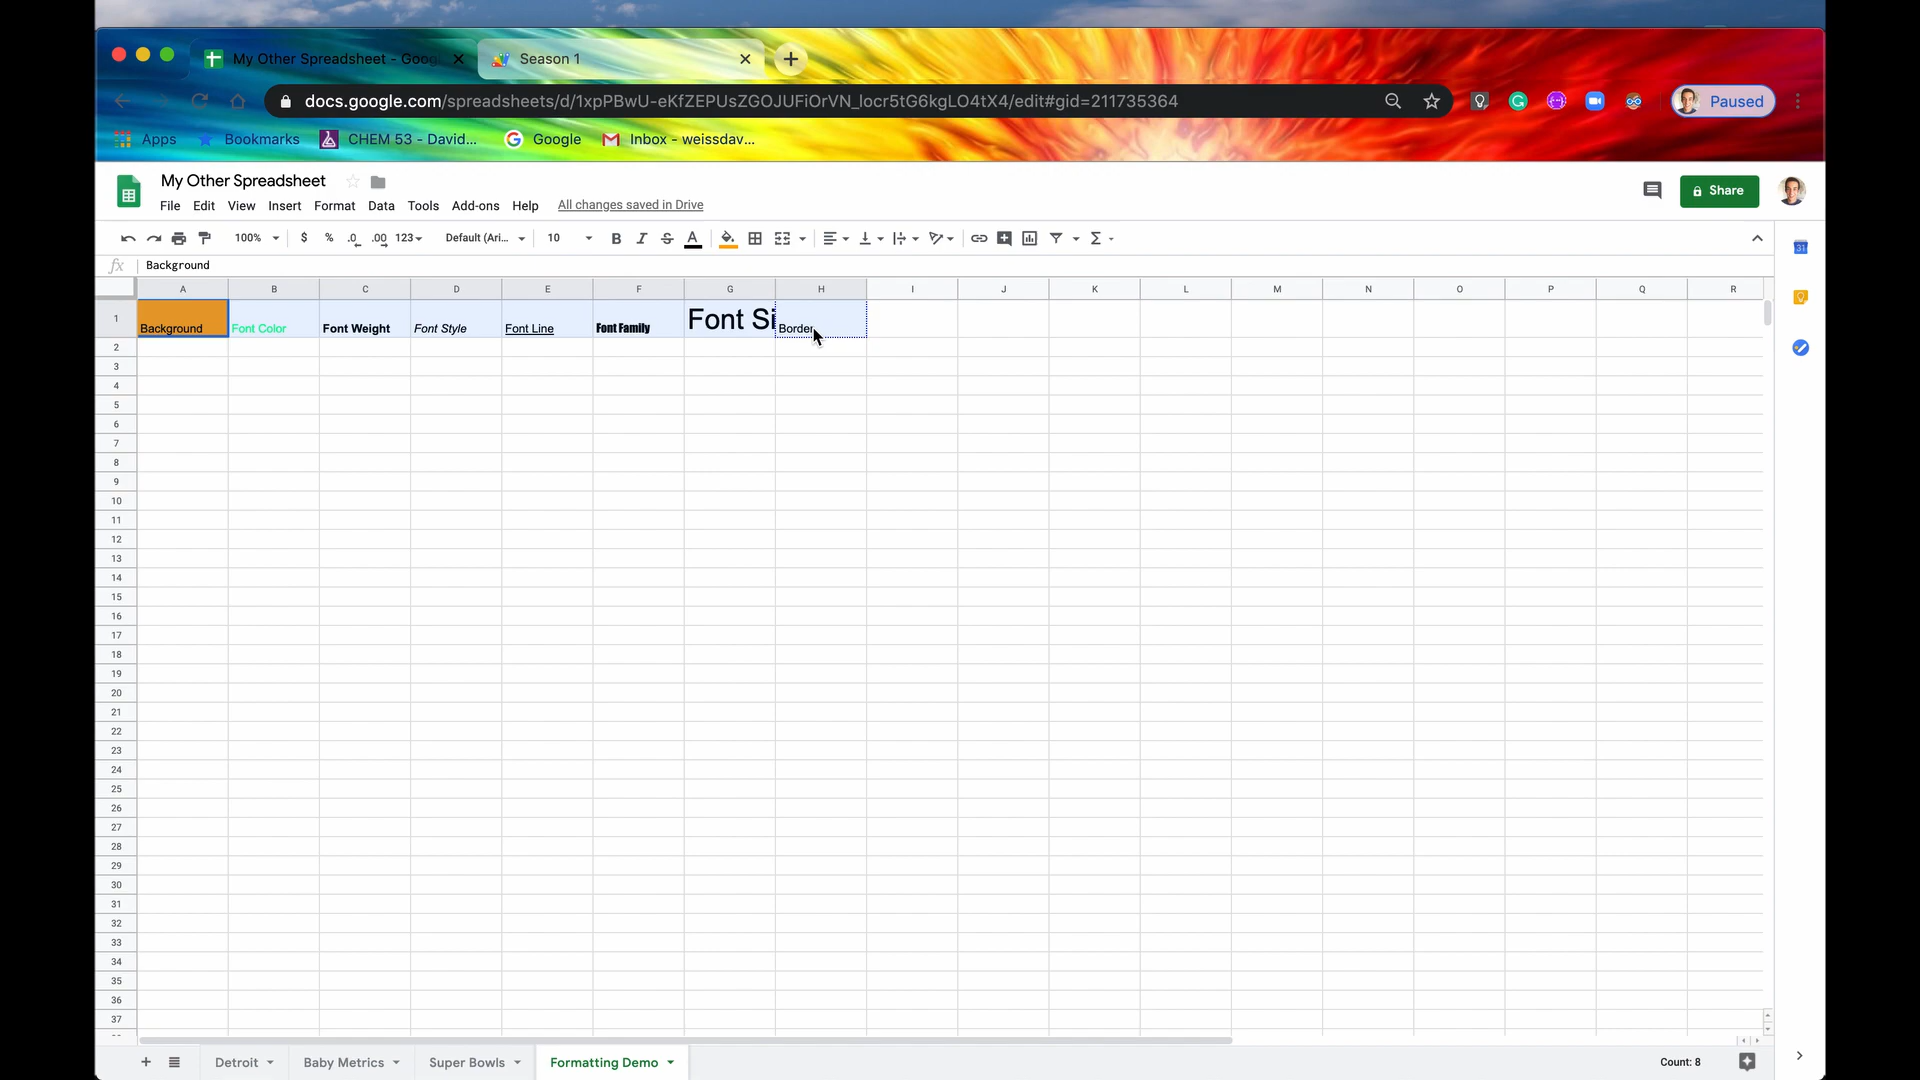 My Other Spreadsheet - Goog
Season 1
docs.google.com/spreadsheets/d/1xpPBwU-eKfZEPUsZGOJUFiOrVN_locr5tG6kgLO4tX4/edit#gid=211735364
Paused
Apps
Bookmarks
CHEM 53 - David...
Google
Inbox - weissdav...
My Other Spreadsheet
Share
File Edit View Insert Format Data Tools Add-ons Help All changes saved in Drive
100% $ % .0 .00 123 Default (Ari... 10 B I S A
31
fx Background
A B C D E F G H I J K L M N O P Q R
1 Background Font Color Font Weight Font Style Font Line Font Family Font Si Border
2
3
4
5
6
7
8
9
10
11
12
13
14
15
16
17
18
19
20
21
22
23
24
25
26
27
28
29
30
31
32
33
34
35
36
37
Detroit Baby Metrics Super Bowls Formatting Demo Count: 8